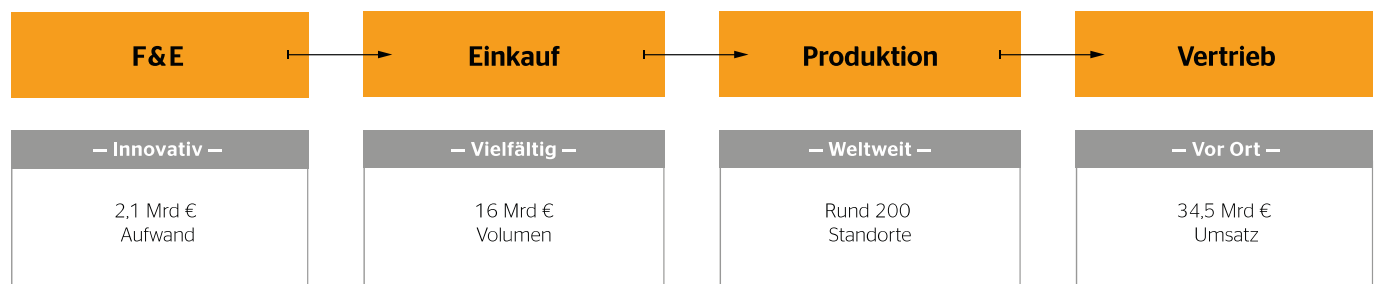 F&E
Einkauf
Produktion
Vertrieb
– Innovativ –
– Vielfältig –
– Weltweit –
– Vor Ort –
2,1 Mrd €
Aufwand
16 Mrd €
Volumen
Rund 200
Standorte
34,5 Mrd €
Umsatz